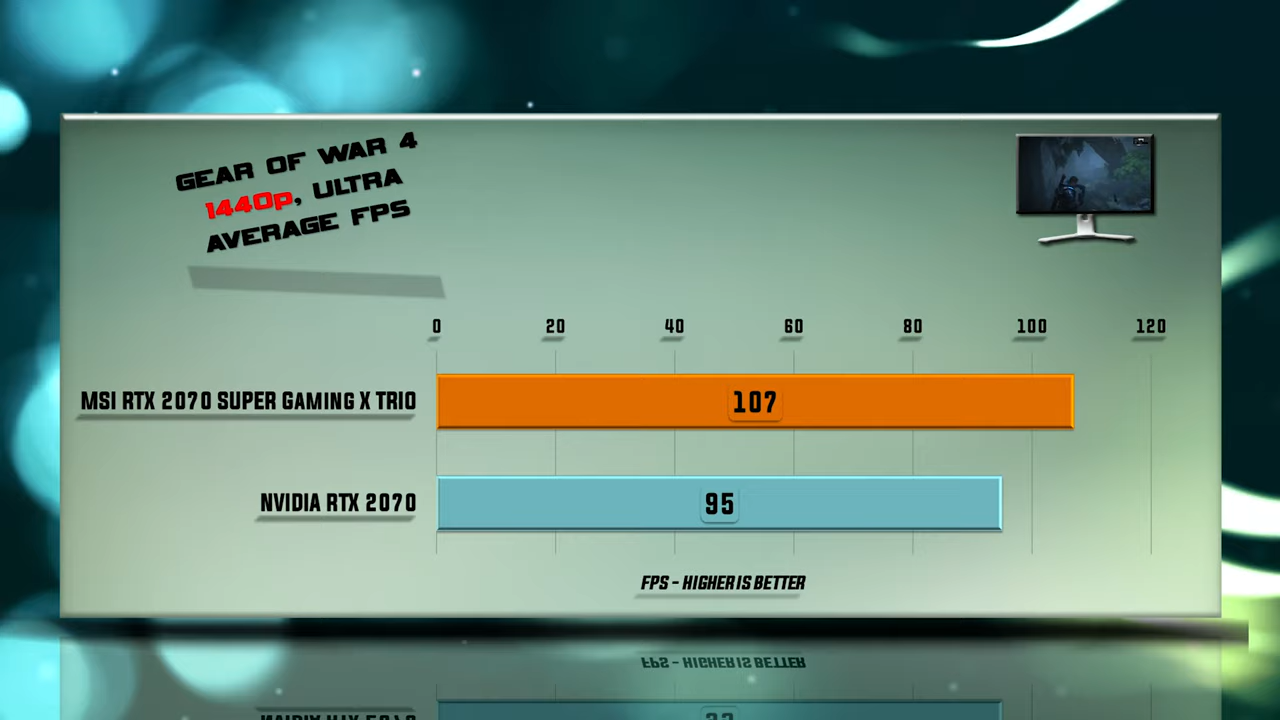 GEAR OF WAR 4
1440p, ULTRA
AVERAGE FPS
0 20 40 60 80 100 120
MSI RTX 2070 SUPER GAMING X TRIO
107
NVIDIA RTX 2070
95
FPS - HIGHER IS BETTER